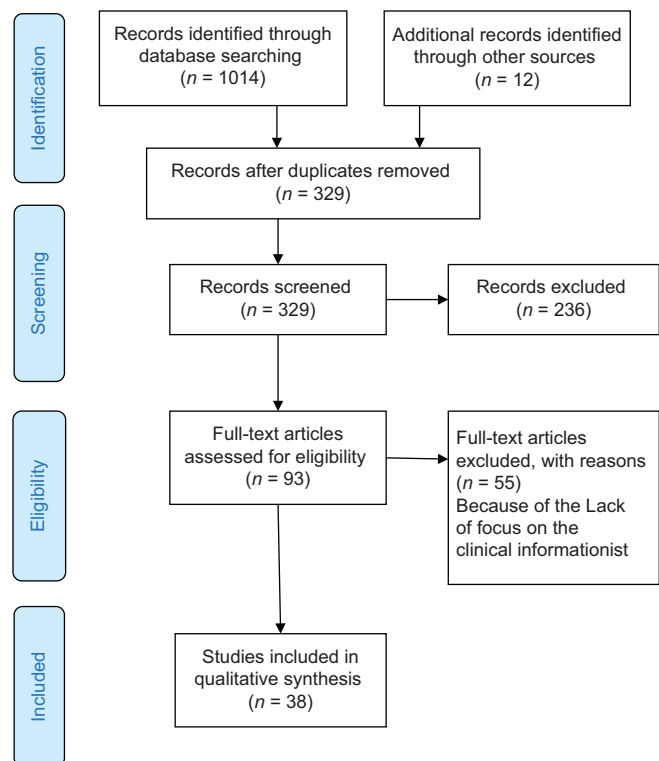 Identification
Records identified through
database searching
(n = 1014)
Additional records identified
through other sources
(n = 12)
Records after duplicates removed
(n = 329)
Screening
Records screened
(n = 329)
Records excluded
(n = 236)
Eligibility
Full-text articles
assessed for eligibility
(n = 93)
Full-text articles
excluded, with reasons
(n = 55)
Because of the Lack
of focus on the
clinical informationist
Included
Studies included in
qualitative synthesis
(n = 38)